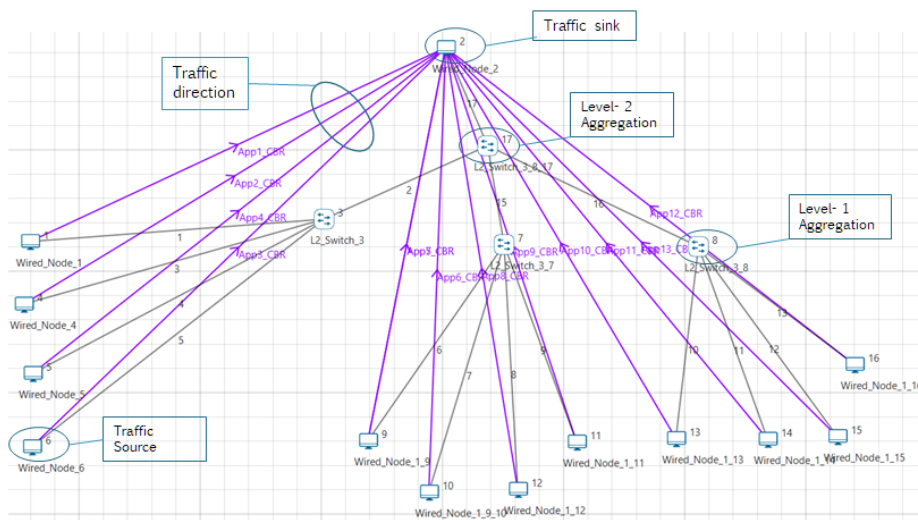 Traffic sink
2
Wired_Node_2
Traffic
direction
17
Level- 2
Aggregation
17
L2_Switch_3_8_17
App1_CBR
App2_CBR
2
15
16
App12_CBR
Level- 1
Aggregation
App4_CBR
3
L2_Switch_3
App3_CBR
1
Wired_Node_1
1
3
7
L2_Switch_3_7
App9_CBR
App10_CBR
App11_CBR
8
L2_Switch_3_8
App6_CBR
App8_CBR
4
Wired_Node_4
4
5
13
5
Wired_Node_5
6
7
8
9
10
11
12
16
Traffic
Source
6
Wired_Node_6
9
Wired_Node_1_9
11
Wired_Node_1_11
13
Wired_Node_1_13
14
15
Wired_Node_1_15
10
Wired_Node_1_9_10
12
Wired_Node_1_12